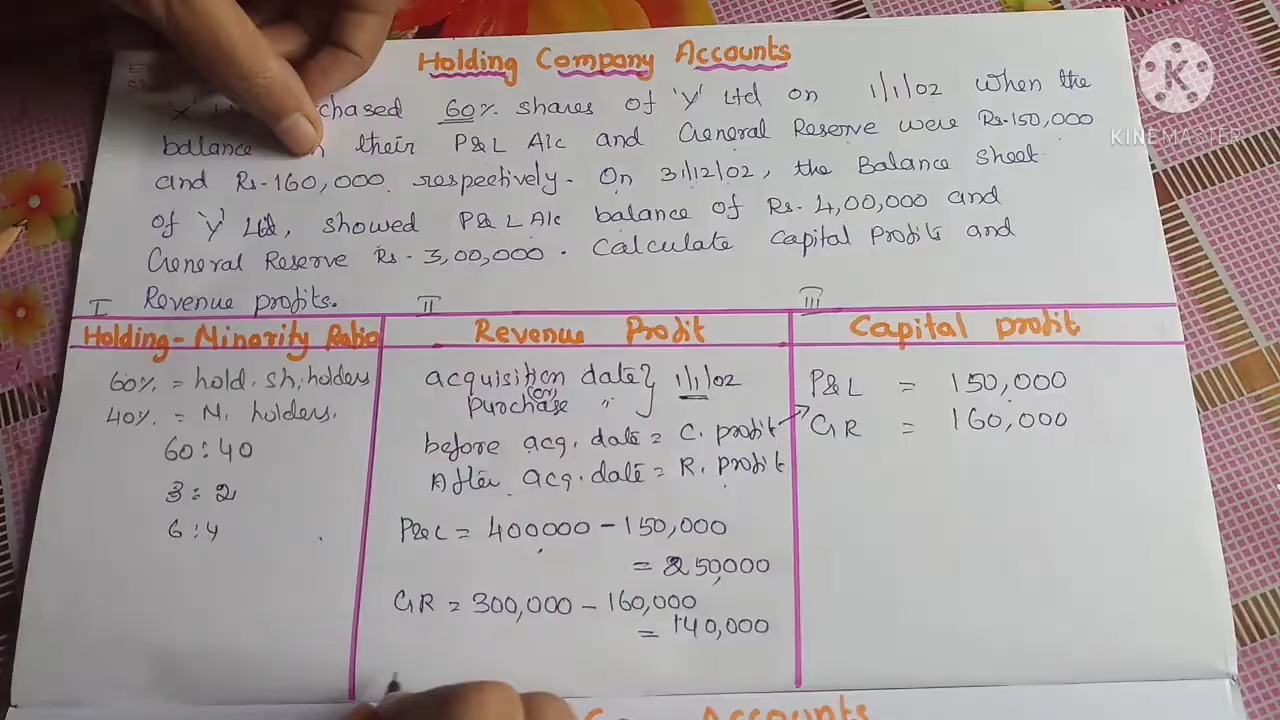 Holding Company Accounts
chased 60% shares of 'Y' Ltd on 1/1/02 when the
balance their P&L A/c and General Reserve were Rs.150,000
and Rs.160,000 respectively. On 31/12/02, the Balance Sheet
of 'Y' Ltd, showed P&L A/c balance of Rs. 4,00,000 and
General Reserve Rs. 3,00,000. Calculate Capital Profits and
Revenue profits.
I
Holding-Minority Ratio
60% = hold. sh. holders
40% = M. holders.
60:40
3:2
6:4
II
Revenue Profit
acquisition date} 1/1/02
(or)
purchase "
before acq. date = C. profit →
After acq. date = R. profit
P&L = 400000 - 150,000
= 250,000
GR = 300,000 - 160,000
= 140,000
III
Capital profit
P&L = 150,000
GR = 160,000
Accounts
K
KINEMASTER